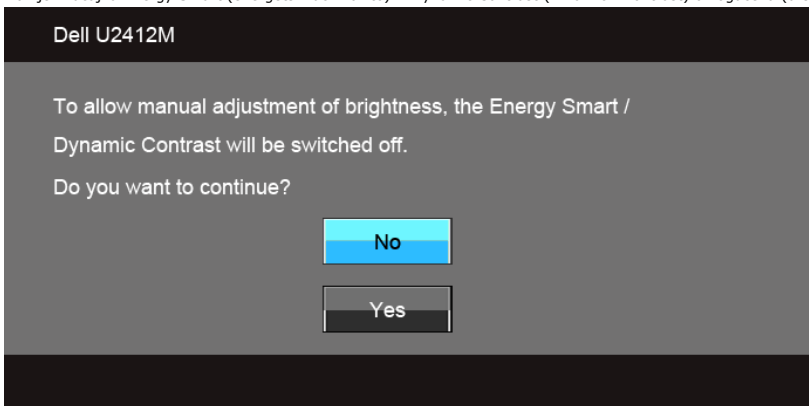 Dell U2412M
To allow manual adjustment of brightness, the Energy Smart /
Dynamic Contrast will be switched off.
Do you want to continue?
No
Yes